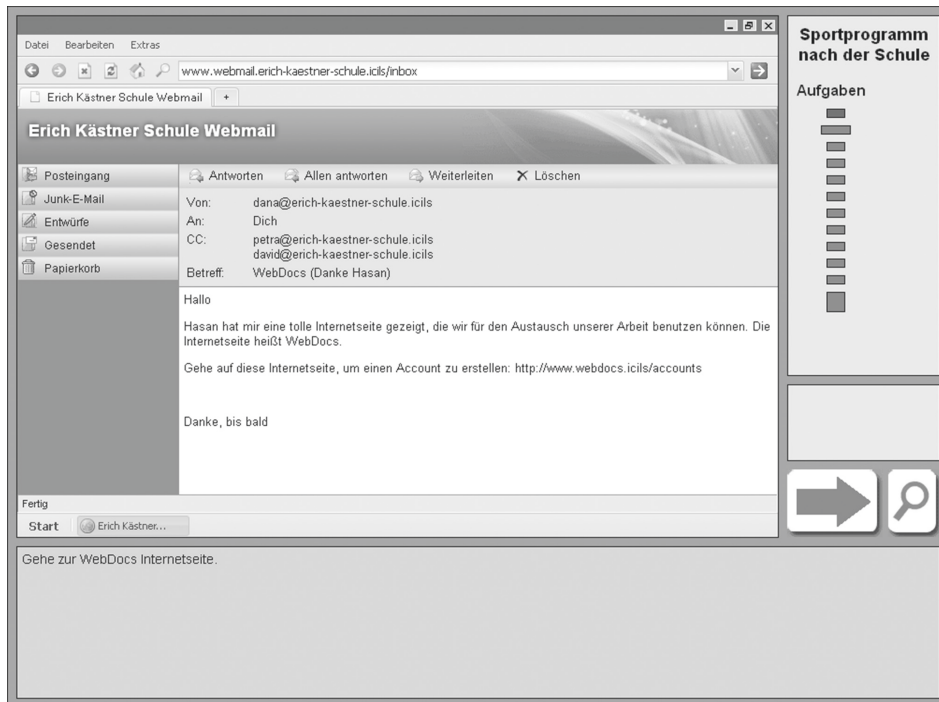 Datei Bearbeiten Extras
www.webmail.erich-kaestner-schule.icils/inbox
Erich Kästner Schule Webmail +
Erich Kästner Schule Webmail
Posteingang
Junk-E-Mail
Entwürfe
Gesendet
Papierkorb
Antworten Allen antworten Weiterleiten Löschen
Von: dana@erich-kaestner-schule.icils
An: Dich
CC: petra@erich-kaestner-schule.icils
david@erich-kaestner-schule.icils
Betreff: WebDocs (Danke Hasan)
Hallo
Hasan hat mir eine tolle Internetseite gezeigt, die wir für den Austausch unserer Arbeit benutzen können. Die
Internetseite heißt WebDocs.
Gehe auf diese Internetseite, um einen Account zu erstellen: http://www.webdocs.icils/accounts
Danke, bis bald
Fertig
Start Erich Kästner...
Sportprogramm
nach der Schule
Aufgaben
Gehe zur WebDocs Internetseite.